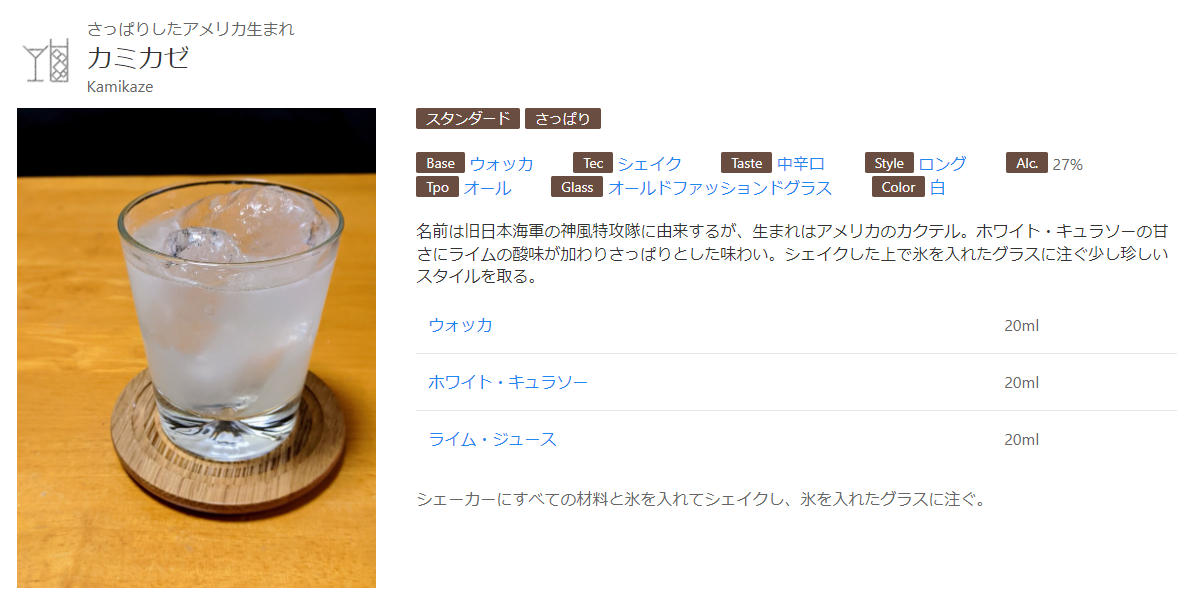 さっぱりしたアメリカ生まれ
カミカゼ
Kamikaze
スタンダード さっぱり
Base ウォッカ Tec シェイク Taste 中辛口 Style ロング Alc. 27%
Tpo オール Glass オールドファッションドグラス Color 白
名前は旧日本海軍の神風特攻隊に由来するが、生まれはアメリカのカクテル。ホワイト・キュラソーの甘
さにライムの酸味が加わりさっぱりとした味わい。シェイクした上で氷を入れたグラスに注ぐ少し珍しい
スタイルを取る。
ウォッカ 20ml
ホワイト・キュラソー 20ml
ライム・ジュース 20ml
シェーカーにすべての材料と氷を入れてシェイクし、氷を入れたグラスに注ぐ。